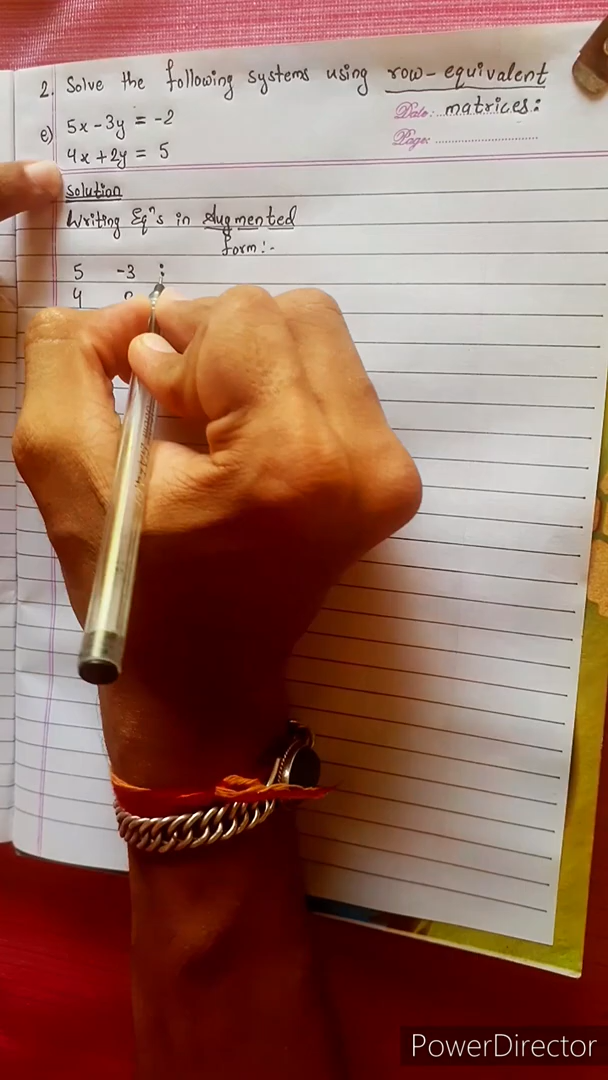 2. Solve the following systems using row-equivalent
Date: matrices:
Page:
e) 5x - 3y = -2
4x + 2y = 5
Solution
Writing Eqⁿs in Augmented
form:-
5 -3 :
4
PowerDirector